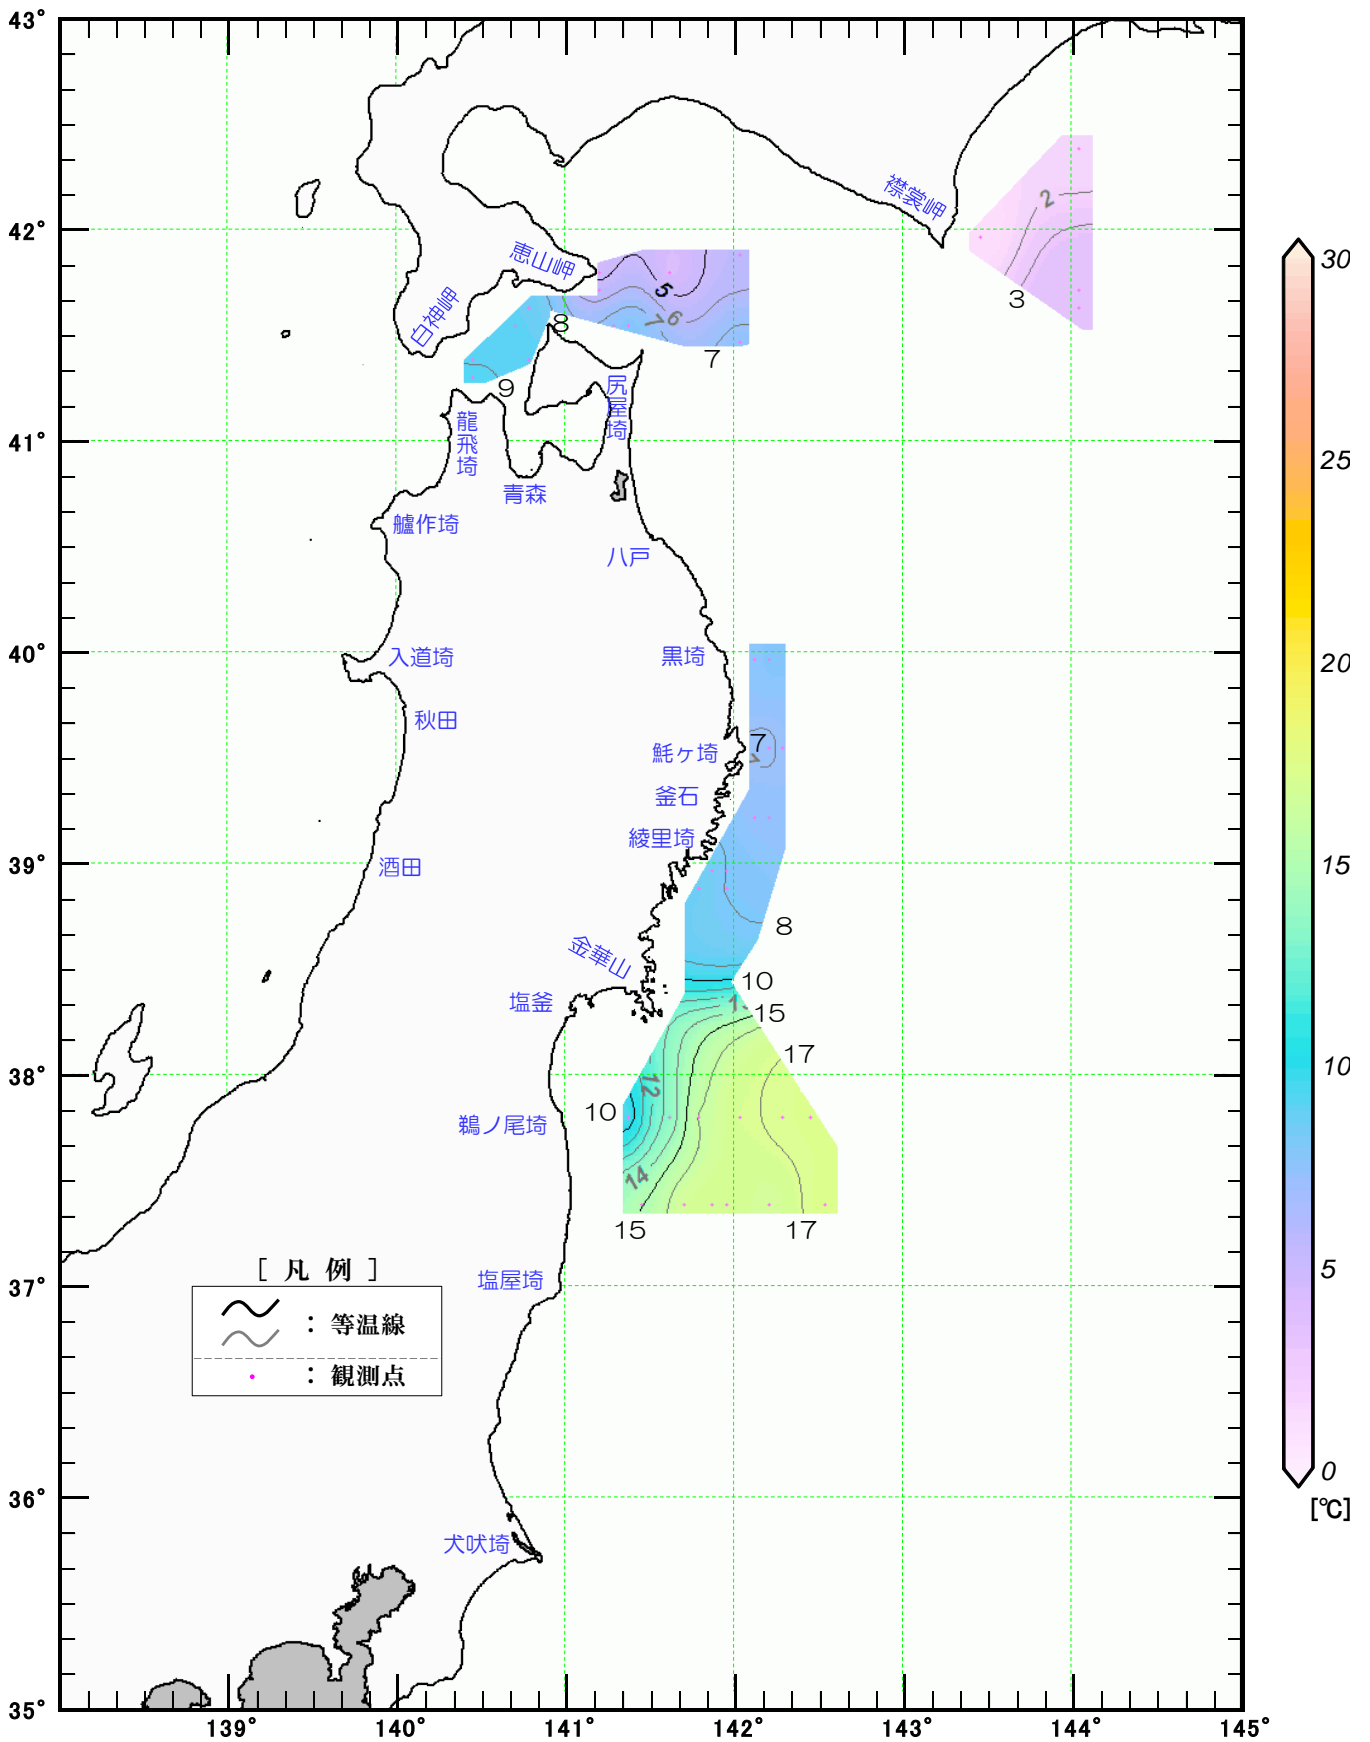 43°
42°
41°
40°
39°
38°
37°
36°
35°
139°
140°
141°
142°
143°
144°
145°
襟裳岬
恵山岬
白神岬
龍飛埼
尻屋埼
青森
艫作埼
八戸
入道埼
黒埼
秋田
魹ヶ埼
釜石
綾里埼
酒田
金華山
塩釜
鵜ノ尾埼
塩屋埼
犬吠埼
2
3
5
6
7
7
8
9
7
7
8
10
15
17
12
10
14
15
17
[ 凡 例 ]
: 等温線
: 観測点
30
25
20
15
10
5
0
[℃]